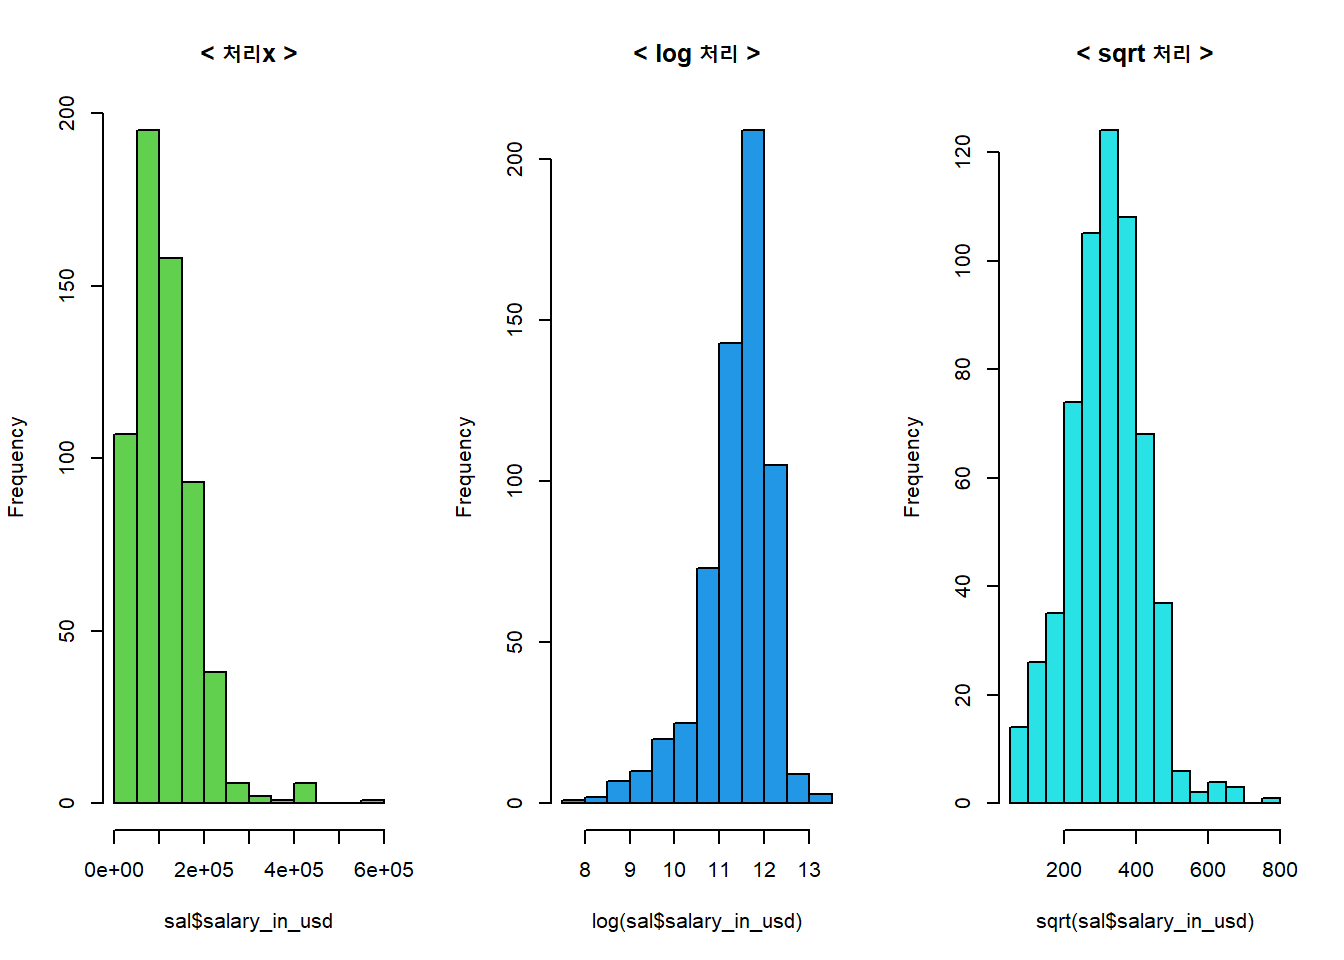 < 처리x >
Frequency
0
50
100
150
200
0e+00 2e+05 4e+05 6e+05
sal$salary_in_usd
< log 처리 >
Frequency
0
50
100
150
200
8 9 10 11 12 13
log(sal$salary_in_usd)
< sqrt 처리 >
Frequency
0
20
40
60
80
100
120
200 400 600 800
sqrt(sal$salary_in_usd)